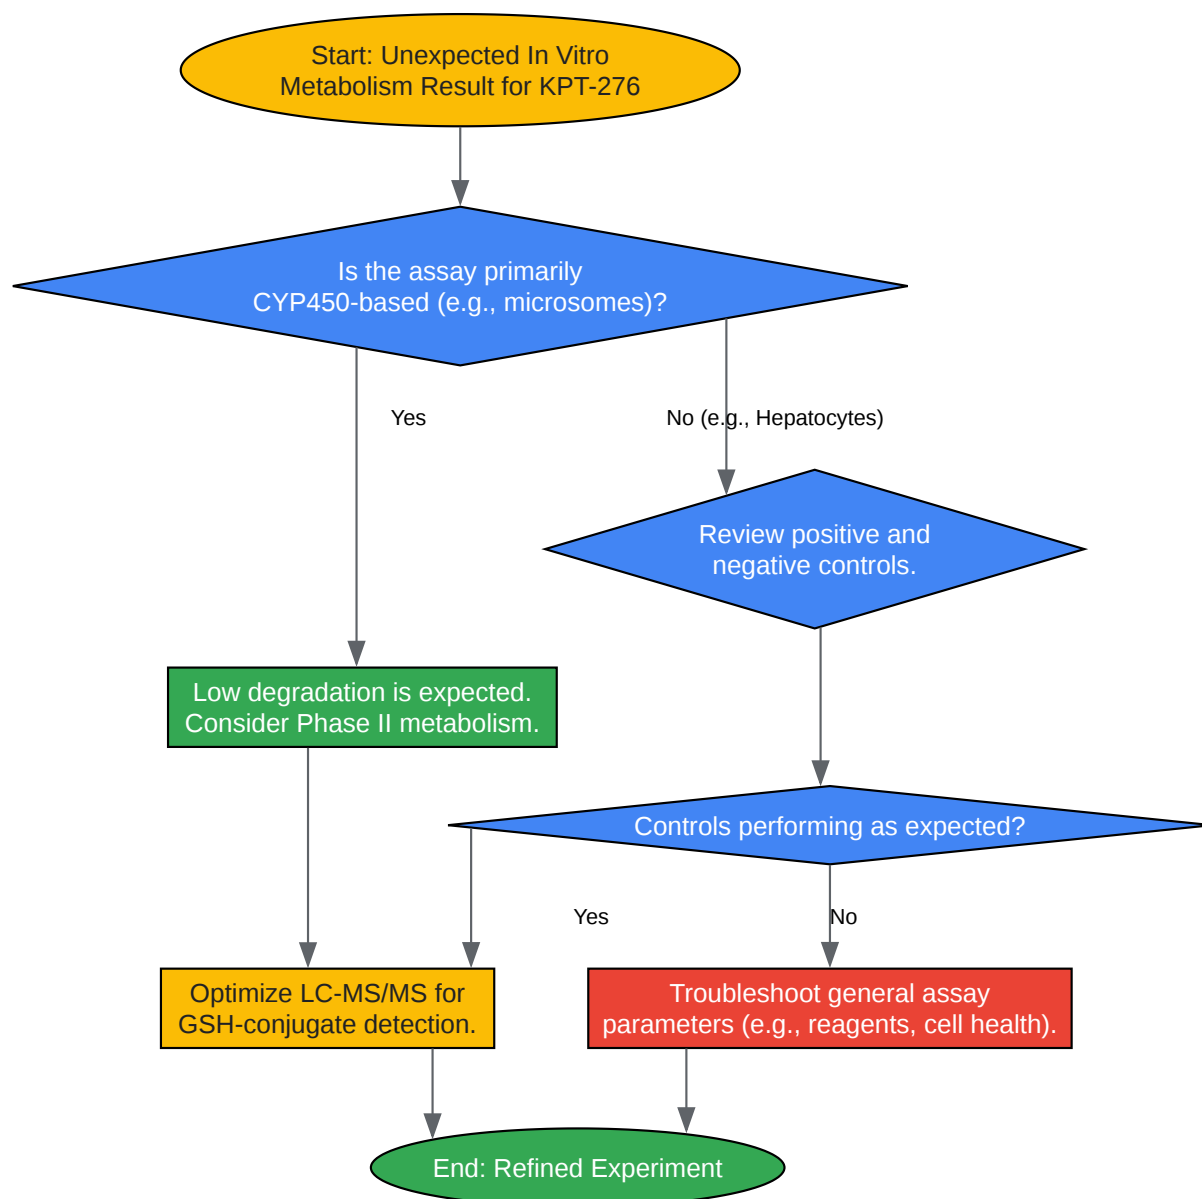 Start: Unexpected In Vitro
Metabolism Result for KPT-276
Is the assay primarily
CYP450-based (e.g., microsomes)?
Yes
No (e.g., Hepatocytes)
Review positive and
negative controls.
Low degradation is expected.
Consider Phase II metabolism.
Controls performing as expected?
Yes
No
Optimize LC-MS/MS for
GSH-conjugate detection.
Troubleshoot general assay
parameters (e.g., reagents, cell health).
End: Refined Experiment